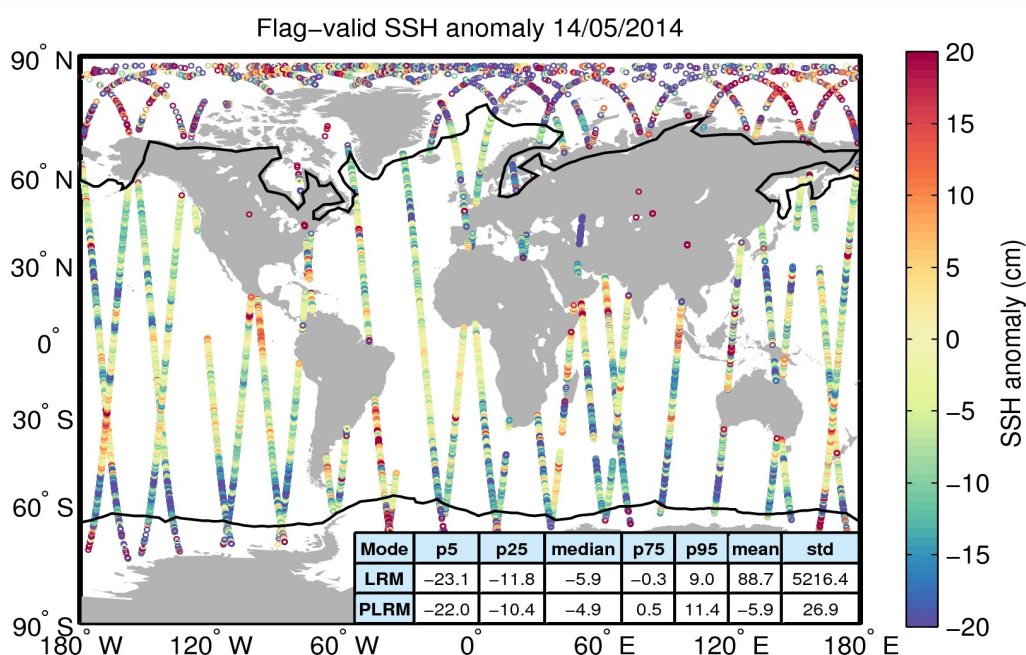 Flag−valid SSH anomaly 14/05/2014
90° N
60° N
30° N
0°
30° S
60° S
90° S
180° W
120° W
60° W
0°
60° E
120° E
180° E
20
15
10
5
0
−5
−10
−15
−20
SSH anomaly (cm)
Mode p5 p25 median p75 p95 mean std
LRM −23.1 −11.8 −5.9 −0.3 9.0 88.7 5216.4
PLRM −22.0 −10.4 −4.9 0.5 11.4 −5.9 26.9